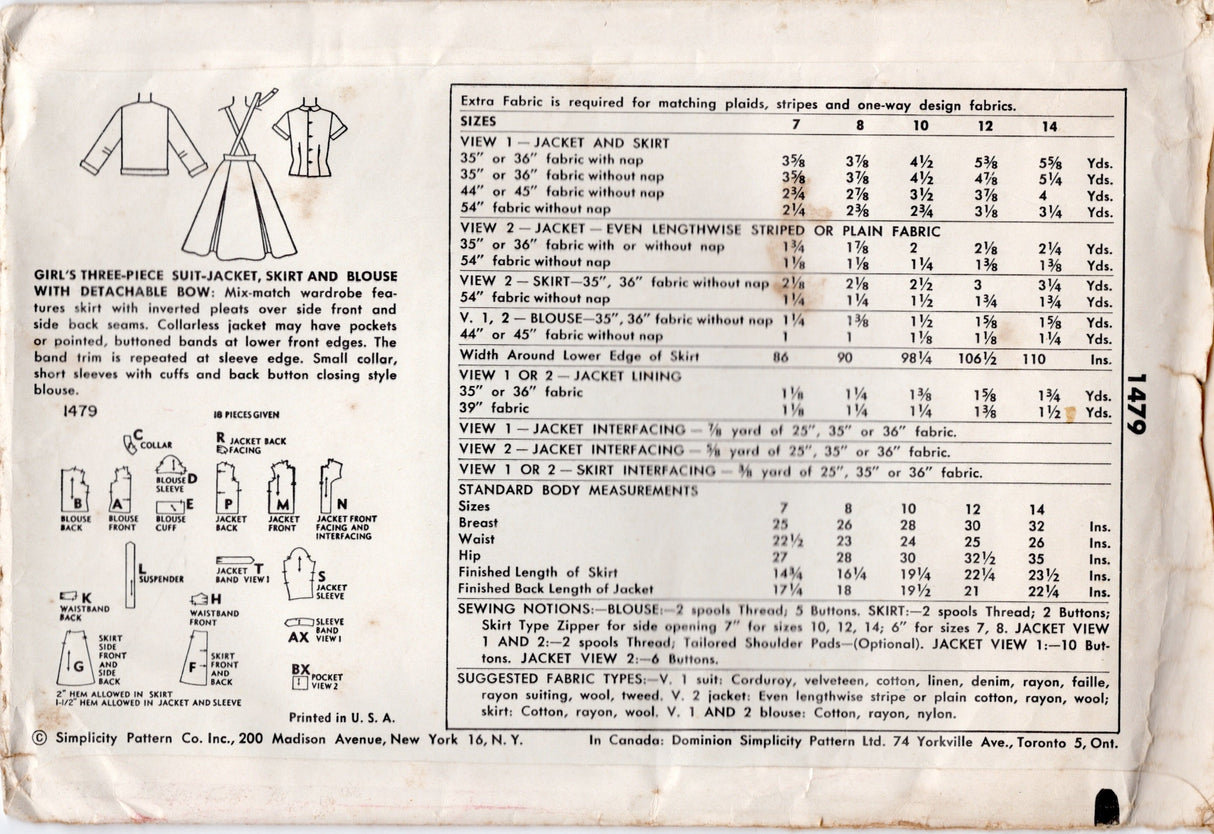 GIRL'S THREE-PIECE SUIT-JACKET, SKIRT AND BLOUSE
WITH DETACHABLE BOW: Mix-match wardrobe fea-
tures skirt with inverted pleats over side front and
side back seams. Collarless jacket may have pockets
or pointed, buttoned bands at lower front edges. The
band trim is repeated at sleeve edge. Small collar,
short sleeves with cuffs and back button closing style
blouse.
1479
18 PIECES GIVEN
C COLLAR
R JACKET BACK
FACING
B
BLOUSE
BACK
A
BLOUSE
FRONT
BLOUSE D
SLEEVE
E
BLOUSE
CUFF
P
JACKET
BACK
M
JACKET
FRONT
N
JACKET FRONT
FACING AND
INTERFACING
L
SUSPENDER
JACKET T
BAND VIEW 1
S
JACKET
SLEEVE
K
WAISTBAND
BACK
H
WAISTBAND
FRONT
SLEEVE
BAND
VIEW 1
AX
G
SKIRT
SIDE
FRONT
AND
SIDE
BACK
F
SKIRT
FRONT
AND
BACK
BX
POCKET
VIEW 2
2" HEM ALLOWED IN SKIRT
1-1/2" HEM ALLOWED IN JACKET AND SLEEVE
Printed in U. S. A.
Extra Fabric is required for matching plaids, stripes and one-way design fabrics.
SIZES 7 8 10 12 14
VIEW 1 — JACKET AND SKIRT
35" or 36" fabric with nap 3⅝ 3⅞ 4½ 5⅜ 5⅝ Yds.
35" or 36" fabric without nap 3⅝ 3⅞ 4½ 4⅞ 5¼ Yds.
44" or 45" fabric without nap 2¾ 2⅞ 3½ 3⅞ 4 Yds.
54" fabric without nap 2¼ 2⅜ 2¾ 3⅛ 3¼ Yds.
VIEW 2 — JACKET — EVEN LENGTHWISE STRIPED OR PLAIN FABRIC
35" or 36" fabric with or without nap 1¾ 1⅞ 2 2⅛ 2¼ Yds.
54" fabric without nap 1⅛ 1⅛ 1¼ 1⅜ 1⅜ Yds.
VIEW 2 — SKIRT—35", 36" fabric without nap 2⅛ 2⅛ 2½ 3 3¼ Yds.
54" fabric without nap 1¼ 1¼ 1½ 1¾ 1¾ Yds.
V. 1, 2 — BLOUSE—35", 36" fabric without nap 1¼ 1⅜ 1½ 1⅝ 1⅝ Yds.
44" or 45" fabric without nap 1 1 1⅛ 1⅛ 1¼ Yds.
Width Around Lower Edge of Skirt 86 90 98¼ 106½ 110 Ins.
VIEW 1 OR 2 — JACKET LINING
35" or 36" fabric 1⅛ 1¼ 1⅜ 1⅝ 1¾ Yds.
39" fabric 1⅛ 1¼ 1¼ 1⅜ 1½ Yds.
VIEW 1 — JACKET INTERFACING — ⅞ yard of 25", 35" or 36" fabric.
VIEW 2 — JACKET INTERFACING — ⅝ yard of 25", 35" or 36" fabric.
VIEW 1 OR 2 — SKIRT INTERFACING — ⅜ yard of 25", 35" or 36" fabric.
STANDARD BODY MEASUREMENTS
Sizes 7 8 10 12 14
Breast 25 26 28 30 32 Ins.
Waist 22½ 23 24 25 26 Ins.
Hip 27 28 30 32½ 35 Ins.
Finished Length of Skirt 14¾ 16¼ 19¼ 22¼ 23½ Ins.
Finished Back Length of Jacket 17¼ 18 19½ 21 22¼ Ins.
SEWING NOTIONS:—BLOUSE:—2 spools Thread; 5 Buttons. SKIRT:—2 spools Thread; 2 Buttons;
Skirt Type Zipper for side opening 7" for sizes 10, 12, 14; 6" for sizes 7, 8. JACKET VIEW
1 AND 2:—2 spools Thread; Tailored Shoulder Pads—(Optional). JACKET VIEW 1:—10 But-
tons. JACKET VIEW 2:—6 Buttons.
SUGGESTED FABRIC TYPES:—V. 1 suit: Corduroy, velveteen, cotton, linen, denim, rayon, faille,
rayon suiting, wool, tweed. V. 2 jacket: Even lengthwise stripe or plain cotton, rayon, wool;
skirt: Cotton, rayon, wool. V. 1 AND 2 blouse: Cotton, rayon, nylon.
1479
© Simplicity Pattern Co. Inc., 200 Madison Avenue, New York 16, N. Y.
In Canada: Dominion Simplicity Pattern Ltd. 74 Yorkville Ave., Toronto 5, Ont.